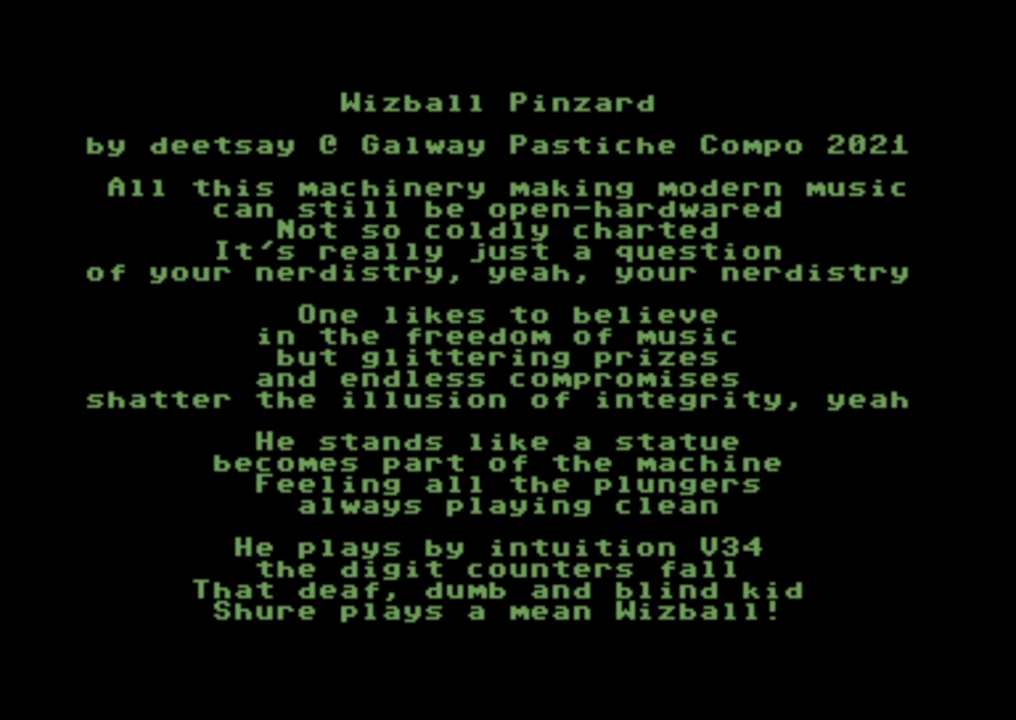 Wizball Pinzard
by deetsay @ Galway Pastiche Compo 2021
All this machinery making modern music
can still be open-hardwared
Not so coldly charted
It's really just a question
of your nerdistry, yeah, your nerdistry
One likes to believe
in the freedom of music
but glittering prizes
and endless compromises
shatter the illusion of integrity, yeah
He stands like a statue
becomes part of the machine
Feeling all the plungers
always playing clean
He plays by intuition V34
the digit counters fall
That deaf, dumb and blind kid
Shure plays a mean Wizball!